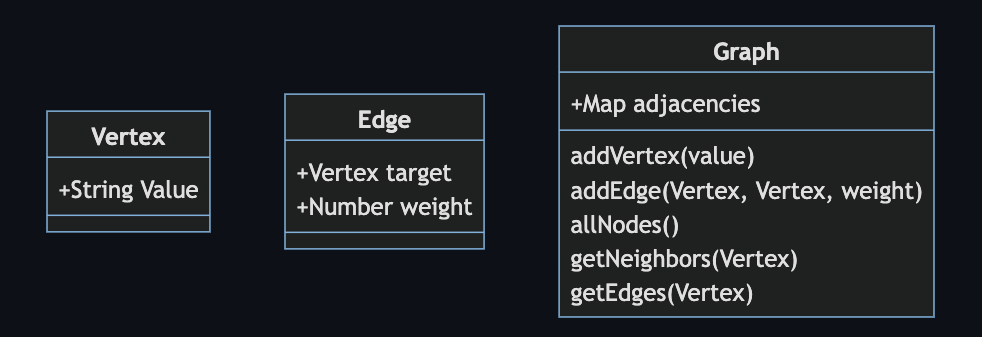 Vertex
+String Value
Edge
+Vertex target
+Number weight
Graph
+Map adjacencies
addVertex(value)
addEdge(Vertex, Vertex, weight)
allNodes()
getNeighbors(Vertex)
getEdges(Vertex)